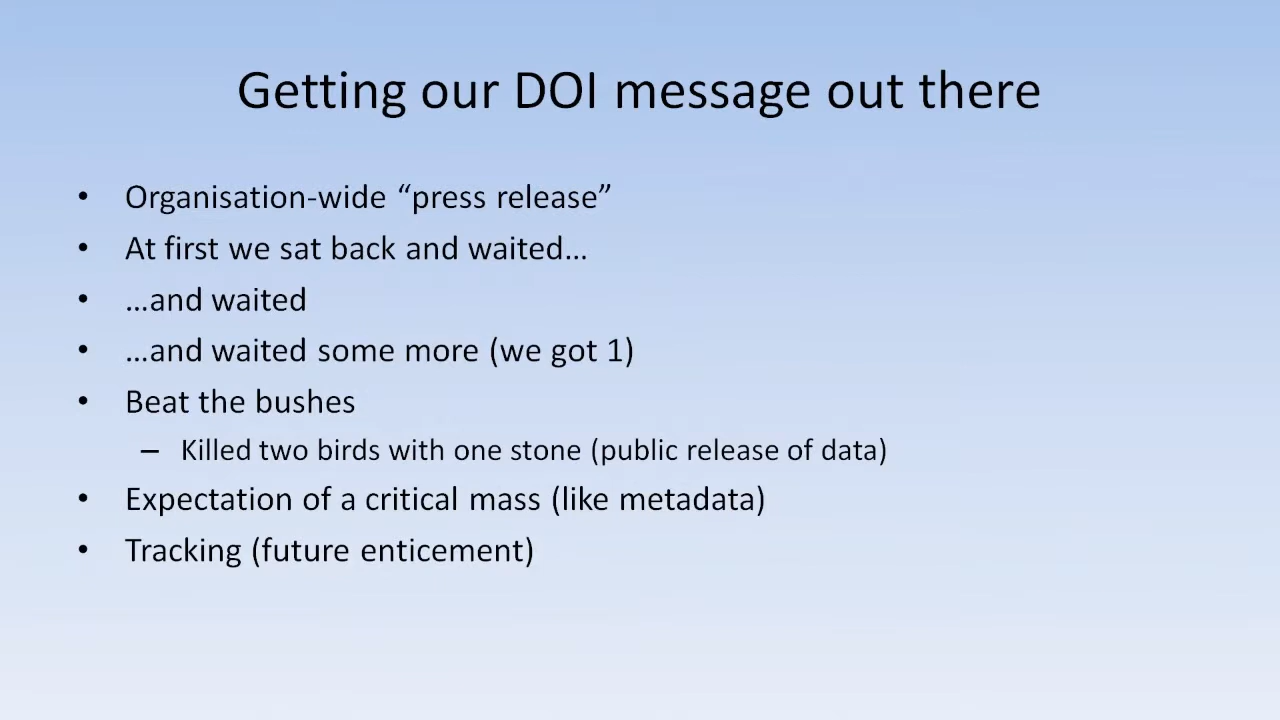 Getting our DOI message out there
• Organisation-wide “press release”
• At first we sat back and waited…
• …and waited
• …and waited some more (we got 1)
• Beat the bushes
– Killed two birds with one stone (public release of data)
• Expectation of a critical mass (like metadata)
• Tracking (future enticement)